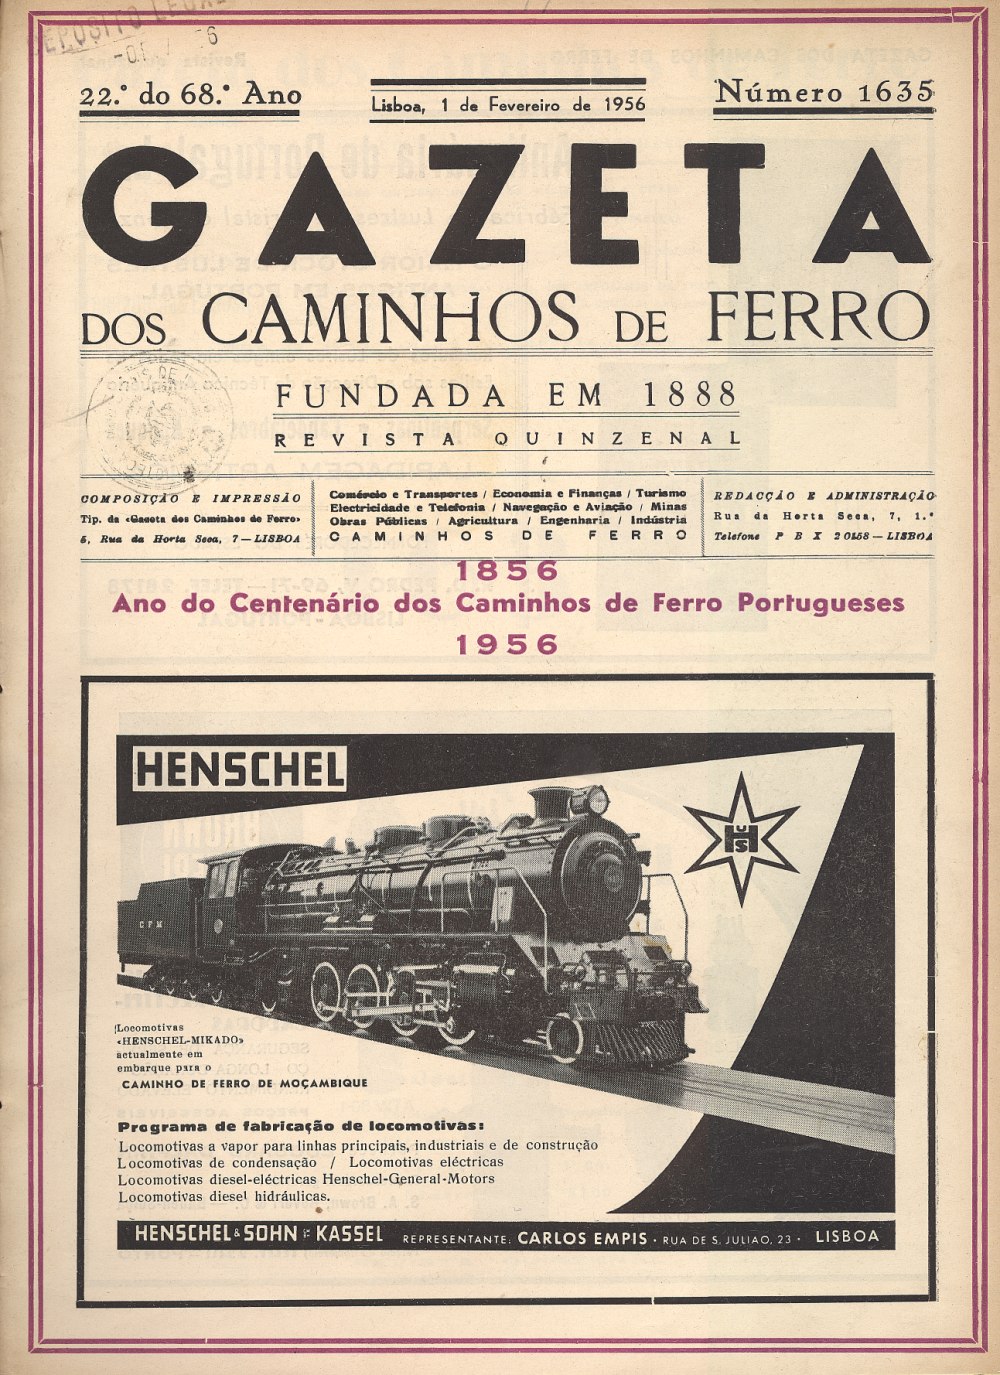 DEPOSITO LEGAL
22.º do 68.º Ano
Lisboa, 1 de Fevereiro de 1956
Número 1635
GAZETA
DOS CAMINHOS DE FERRO
FUNDADA EM 1888
REVISTA QUINZENAL
COMPOSIÇÃO E IMPRESSÃO
Tip. da «Gazeta dos Caminhos de Ferro»
5, Rua da Horta Seca, 7 — LISBOA
Comércio e Transportes / Economia e Finanças / Turismo
Electricidade e Telefonia / Navegação e Aviação / Minas
Obras Públicas / Agricultura / Engenharia / Indústria
CAMINHOS DE FERRO
REDACÇÃO E ADMINISTRAÇÃO
Rua da Horta Seca, 7, 1.º
Telefone P B X 20158 — LISBOA
1856
Ano do Centenário dos Caminhos de Ferro Portugueses
1956
HENSCHEL
HUS
CFM
Locomotivas
«HENSCHEL-MIKADO»
actualmente em
embarque para o
CAMINHO DE FERRO DE MOÇAMBIQUE
Programa de fabricação de locomotivas:
Locomotivas a vapor para linhas principais, industriais e de construção
Locomotivas de condensação / Locomotivas eléctricas
Locomotivas diesel-eléctricas Henschel-General-Motors
Locomotivas diesel hidráulicas.
HENSCHEL & SOHN KASSEL REPRESENTANTE: CARLOS EMPIS · RUA DE S. JULIAO, 23 · LISBOA